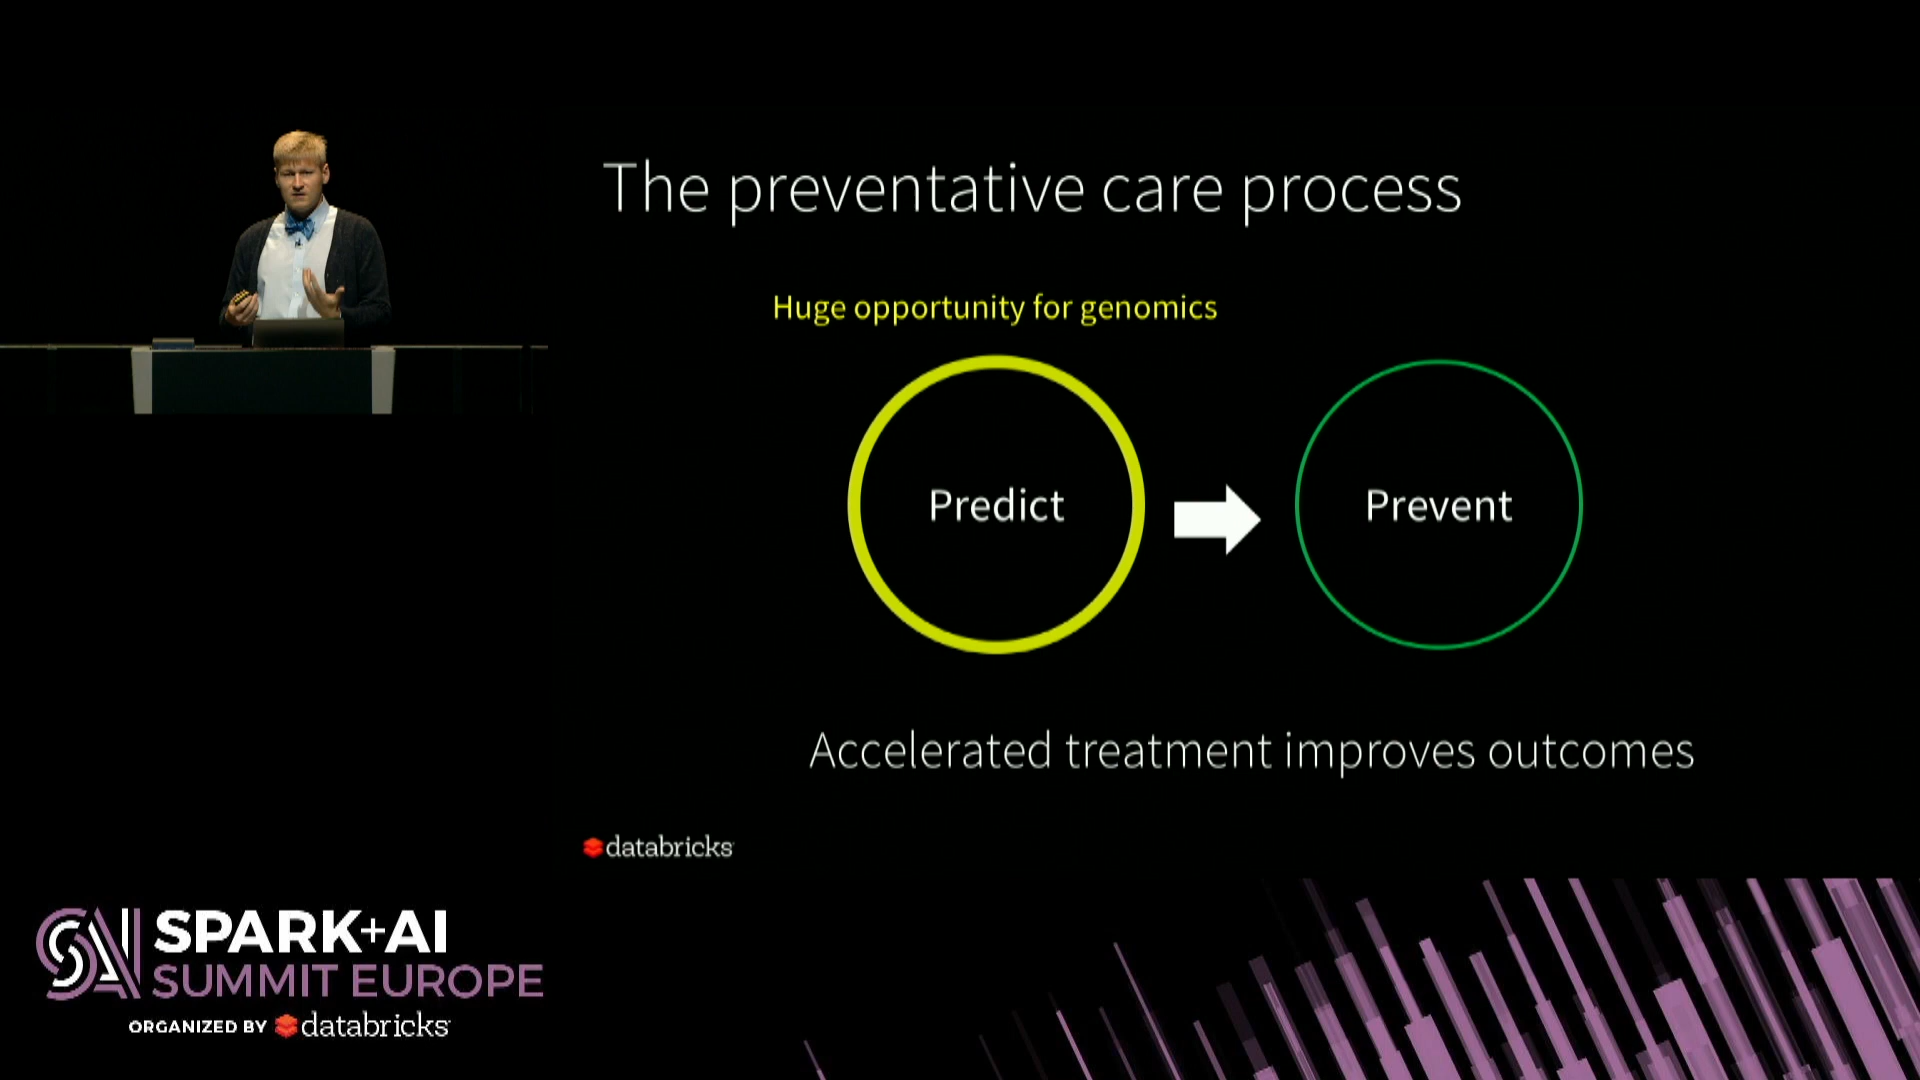 The preventative care process
Huge opportunity for genomics
Predict
Prevent
Accelerated treatment improves outcomes
databricks
SAI
SPARK+AI
SUMMIT EUROPE
ORGANIZED BY databricks